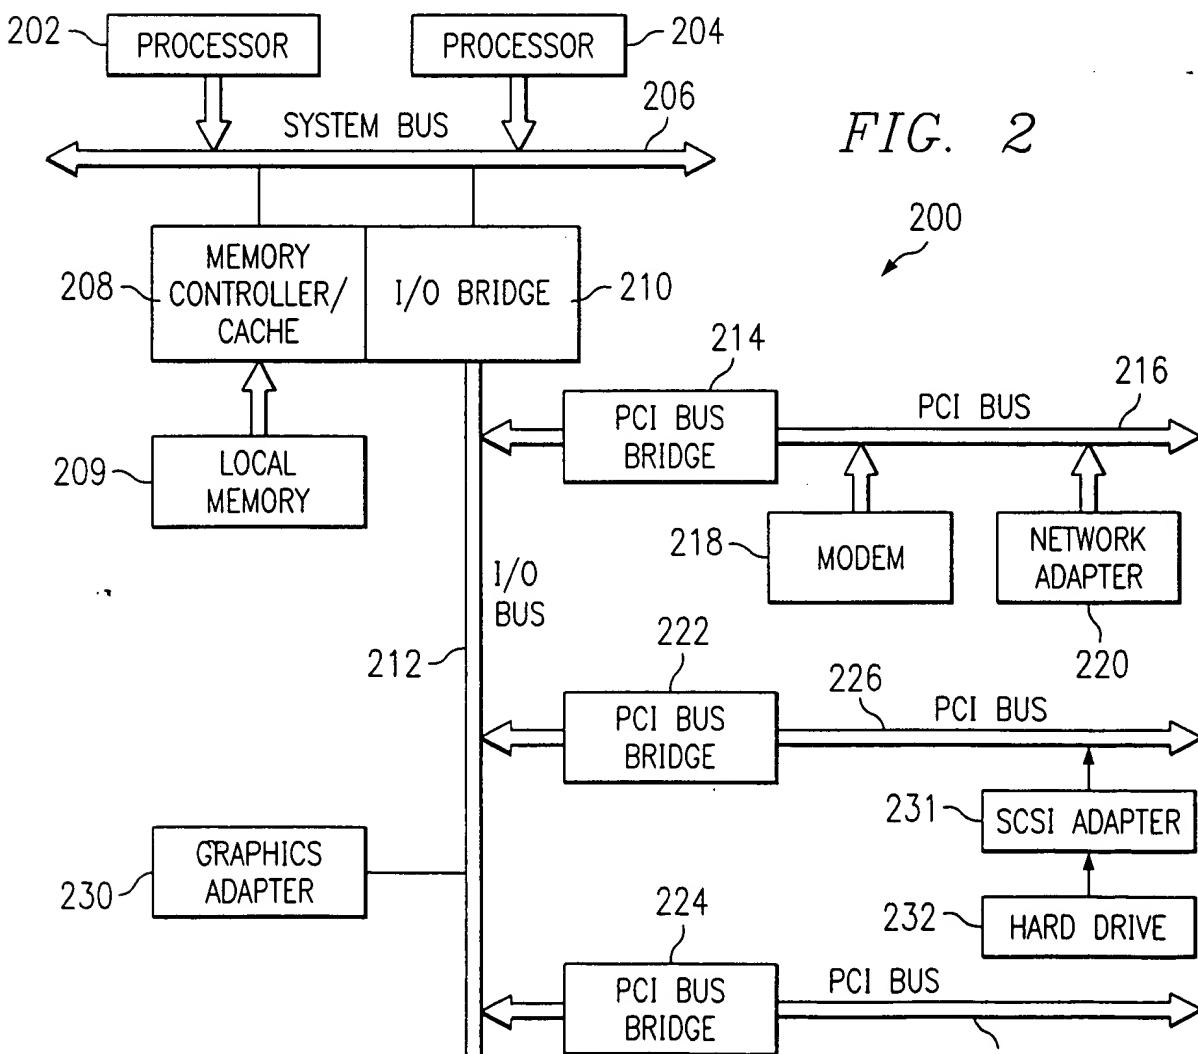 202
PROCESSOR
PROCESSOR
204
SYSTEM BUS
206
FIG. 2
200
208
MEMORY
CONTROLLER/
CACHE
I/O BRIDGE
210
214
PCI BUS
BRIDGE
PCI BUS
216
209
LOCAL
MEMORY
218
MODEM
NETWORK
ADAPTER
220
I/O
BUS
212
222
PCI BUS
BRIDGE
226
PCI BUS
231
SCSI ADAPTER
230
GRAPHICS
ADAPTER
232
HARD DRIVE
224
PCI BUS
BRIDGE
PCI BUS